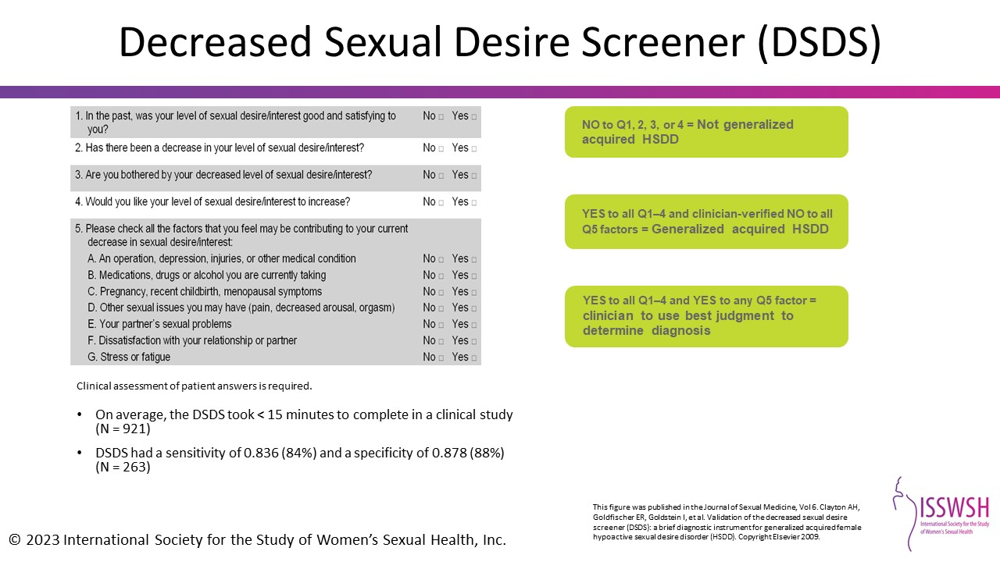 Decreased Sexual Desire Screener (DSDS)
1. In the past, was your level of sexual desire/interest good and satisfying to you? No □ Yes □
2. Has there been a decrease in your level of sexual desire/interest? No □ Yes □
3. Are you bothered by your decreased level of sexual desire/interest? No □ Yes □
4. Would you like your level of sexual desire/interest to increase? No □ Yes □
5. Please check all the factors that you feel may be contributing to your current
decrease in sexual desire/interest:
A. An operation, depression, injuries, or other medical condition No □ Yes □
B. Medications, drugs or alcohol you are currently taking No □ Yes □
C. Pregnancy, recent childbirth, menopausal symptoms No □ Yes □
D. Other sexual issues you may have (pain, decreased arousal, orgasm) No □ Yes □
E. Your partner's sexual problems No □ Yes □
F. Dissatisfaction with your relationship or partner No □ Yes □
G. Stress or fatigue No □ Yes □
NO to Q1, 2, 3, or 4 = Not generalized
acquired HSDD
YES to all Q1–4 and clinician-verified NO to all
Q5 factors = Generalized acquired HSDD
YES to all Q1–4 and YES to any Q5 factor =
clinician to use best judgment to
determine diagnosis
Clinical assessment of patient answers is required.
• On average, the DSDS took < 15 minutes to complete in a clinical study
(N = 921)
• DSDS had a sensitivity of 0.836 (84%) and a specificity of 0.878 (88%)
(N = 263)
This figure was published in the Journal of Sexual Medicine, Vol 6. Clayton AH,
Goldfischer ER, Goldstein I, et al. Validation of the decreased sexual desire
screener (DSDS): a brief diagnostic instrument for generalized acquired female
hypoactive sexual desire disorder (HSDD). Copyright Elsevier 2009.
ISSWSH
International Society for the Study
of Women's Sexual Health
© 2023 International Society for the Study of Women's Sexual Health, Inc.